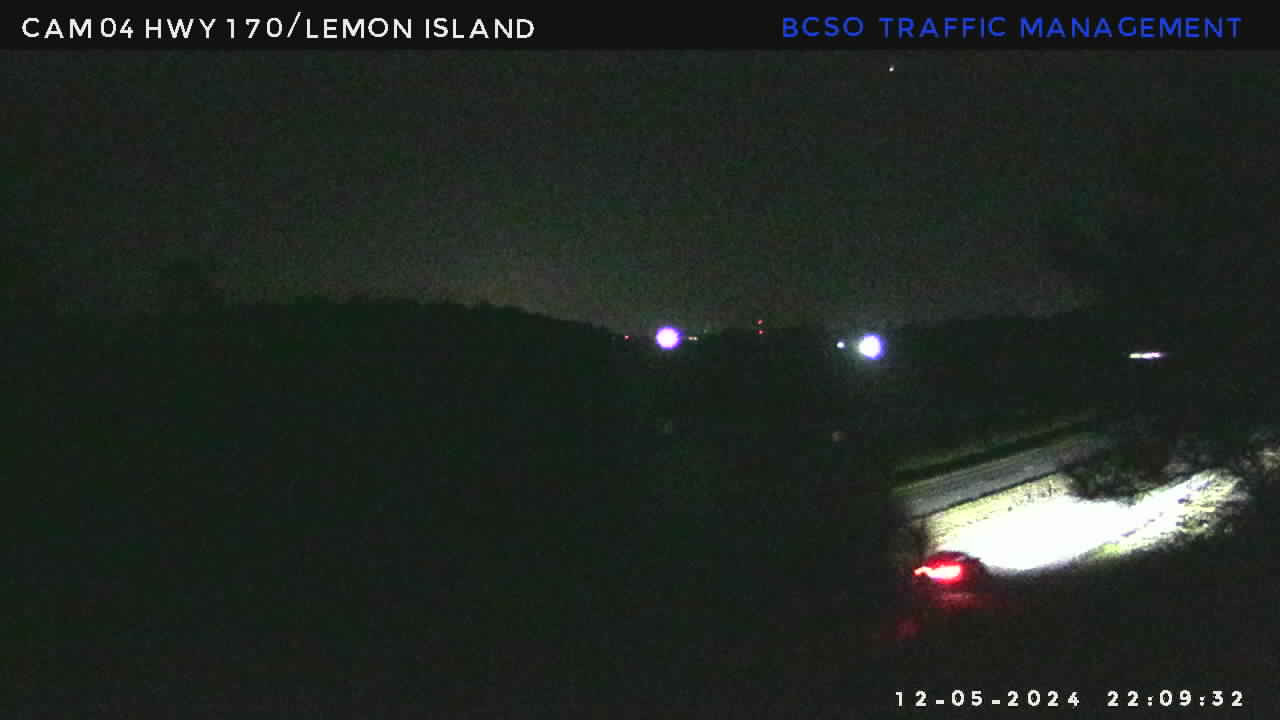 CAM04 HWY 170/LEMON ISLAND
BCSO TRAFFIC MANAGEMENT
12-05-2024 22:09:32